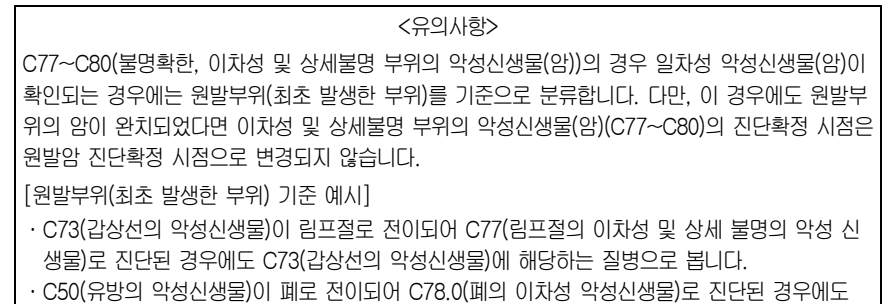 <유의사항>
C77~C80(불명확한, 이차성 및 상세불명 부위의 악성신생물(암))의 경우 일차성 악성신생물(암)이
확인되는 경우에는 원발부위(최초 발생한 부위)를 기준으로 분류합니다. 다만, 이 경우에도 원발부
위의 암이 완치되었다면 이차성 및 상세불명 부위의 악성신생물(암)(C77~C80)의 진단확정 시점은
원발암 진단확정 시점으로 변경되지 않습니다.
[원발부위(최초 발생한 부위) 기준 예시]
· C73(갑상선의 악성신생물)이 림프절로 전이되어 C77(림프절의 이차성 및 상세 불명의 악성 신
생물)로 진단된 경우에도 C73(갑상선의 악성신생물)에 해당하는 질병으로 봅니다.
· C50(유방의 악성신생물)이 폐로 전이되어 C78.0(폐의 이차성 악성신생물)로 진단된 경우에도